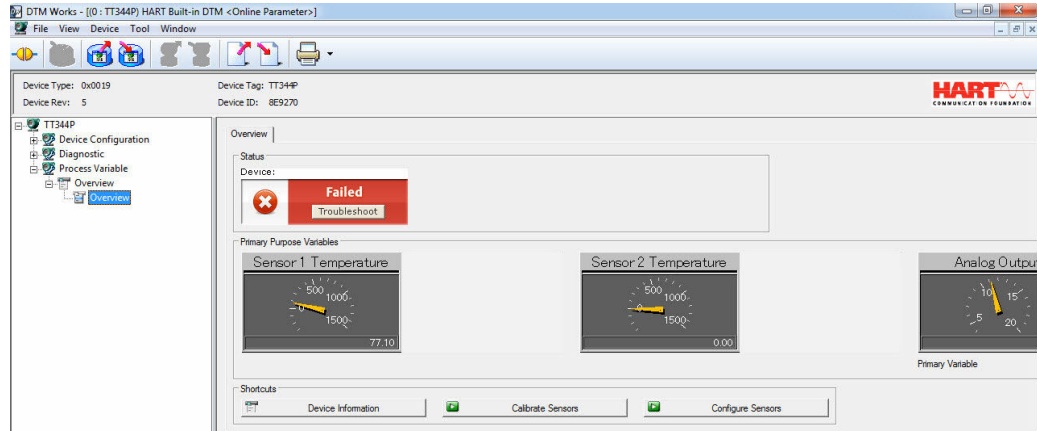 DTM Works - [(0 : TT344P) HART Built-in DTM <Online Parameter>]
File View Device Tool Window
Device Type: 0x0019
Device Tag: TT344P
Device Rev: 5
Device ID: 8E9270
HART
COMMUNICATION FOUNDATION
TT344P
Device Configuration
Diagnostic
Process Variable
Overview
Overview
Overview
Status
Device:
Failed
Troubleshoot
Primary Purpose Variables
Sensor 1 Temperature
0 500 1000 1500
77.10
Sensor 2 Temperature
0 500 1000 1500
0.00
Analog Outpu
5 10 15 20
Primary Variable
Shortcuts
Device Information
Calibrate Sensors
Configure Sensors